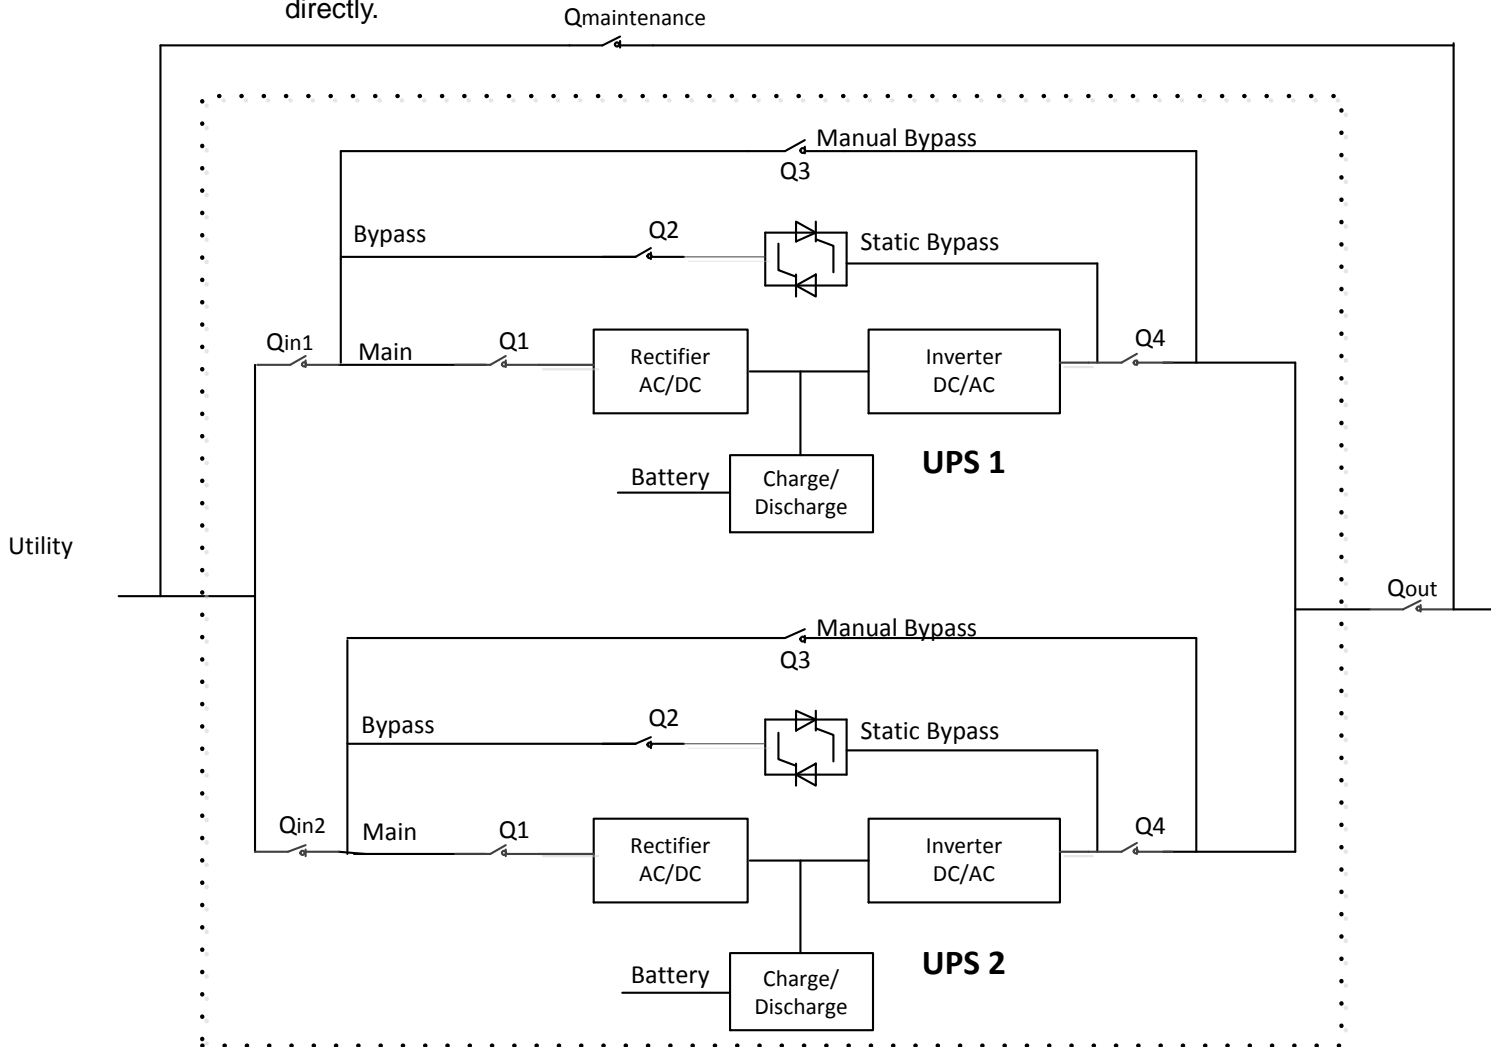 directly.
Qmaintenance
Manual Bypass
Q3
Bypass
Q2
Static Bypass
Qin1
Main
Q1
Rectifier
AC/DC
Inverter
DC/AC
Q4
UPS 1
Battery
Charge/
Discharge
Utility
Qout
Manual Bypass
Q3
Bypass
Q2
Static Bypass
Qin2
Main
Q1
Rectifier
AC/DC
Inverter
DC/AC
Q4
UPS 2
Battery
Charge/
Discharge